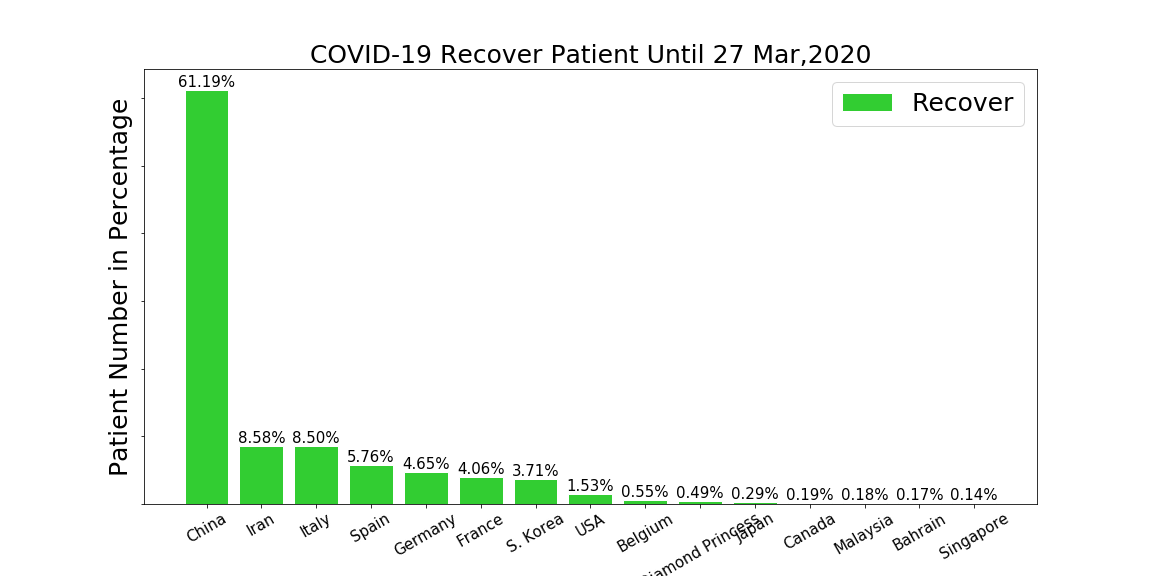 COVID-19 Recover Patient Until 27 Mar,2020
Patient Number in Percentage
Recover
61.19%
8.58%
8.50%
5.76%
4.65%
4.06%
3.71%
1.53%
0.55%
0.49%
0.29%
0.19%
0.18%
0.17%
0.14%
China
Iran
Italy
Spain
Germany
France
S. Korea
USA
Belgium
Diamond Princess
Japan
Canada
Malaysia
Bahrain
Singapore